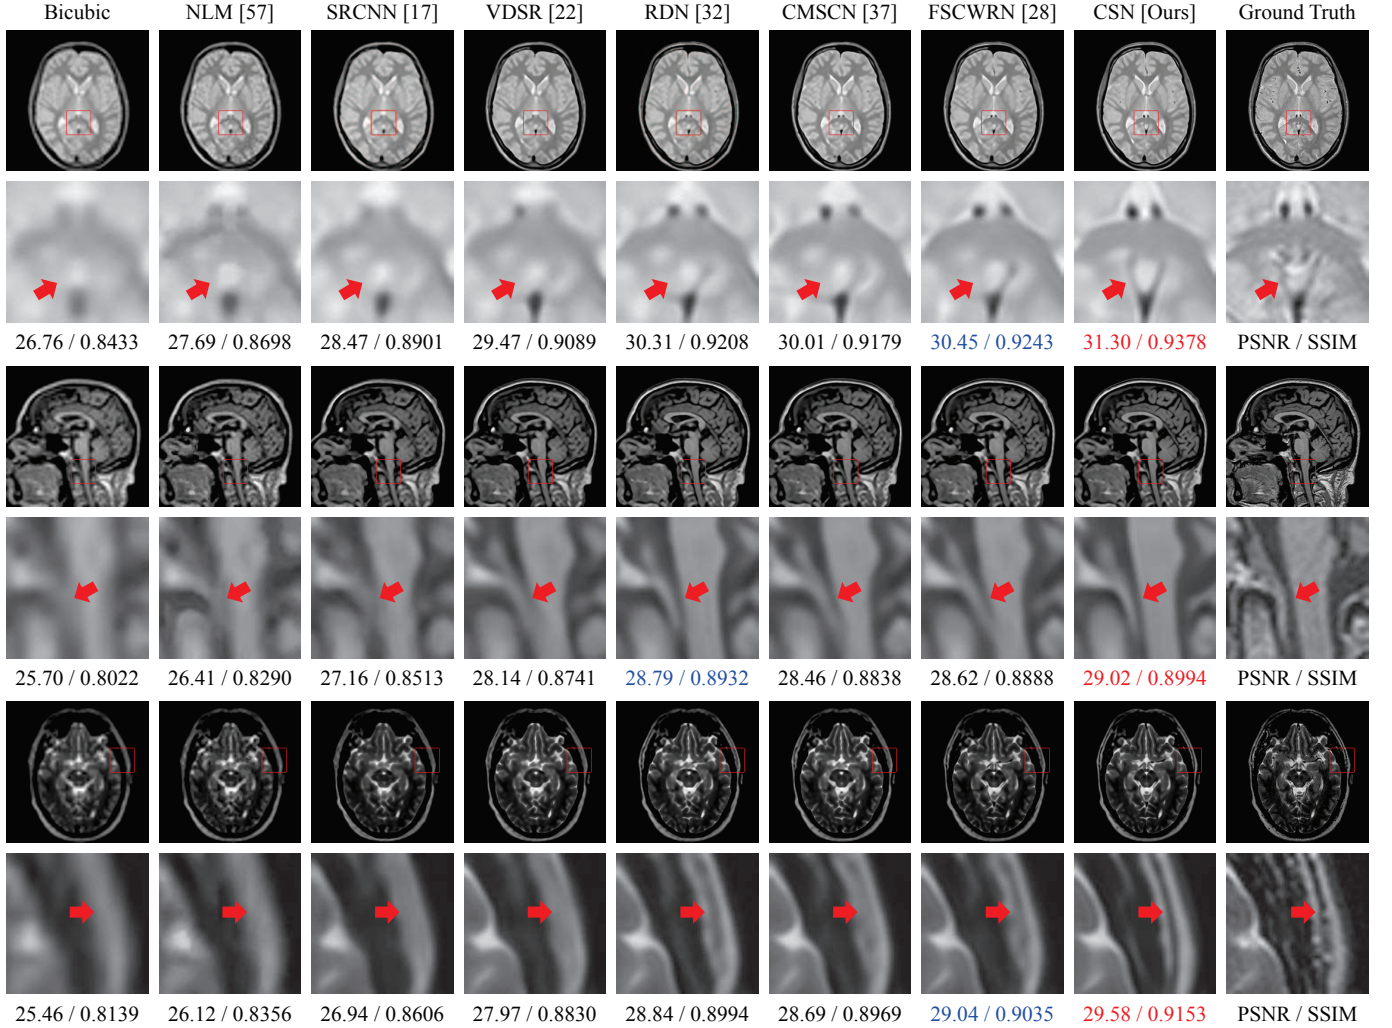 Bicubic NLM [57] SRCNN [17] VDSR [22] RDN [32] CMSCN [37] FSCWRN [28] CSN [Ours] Ground Truth
26.76 / 0.8433 27.69 / 0.8698 28.47 / 0.8901 29.47 / 0.9089 30.31 / 0.9208 30.01 / 0.9179 30.45 / 0.9243 31.30 / 0.9378 PSNR / SSIM
25.70 / 0.8022 26.41 / 0.8290 27.16 / 0.8513 28.14 / 0.8741 28.79 / 0.8932 28.46 / 0.8838 28.62 / 0.8888 29.02 / 0.8994 PSNR / SSIM
25.46 / 0.8139 26.12 / 0.8356 26.94 / 0.8606 27.97 / 0.8830 28.84 / 0.8994 28.69 / 0.8969 29.04 / 0.9035 29.58 / 0.9153 PSNR / SSIM